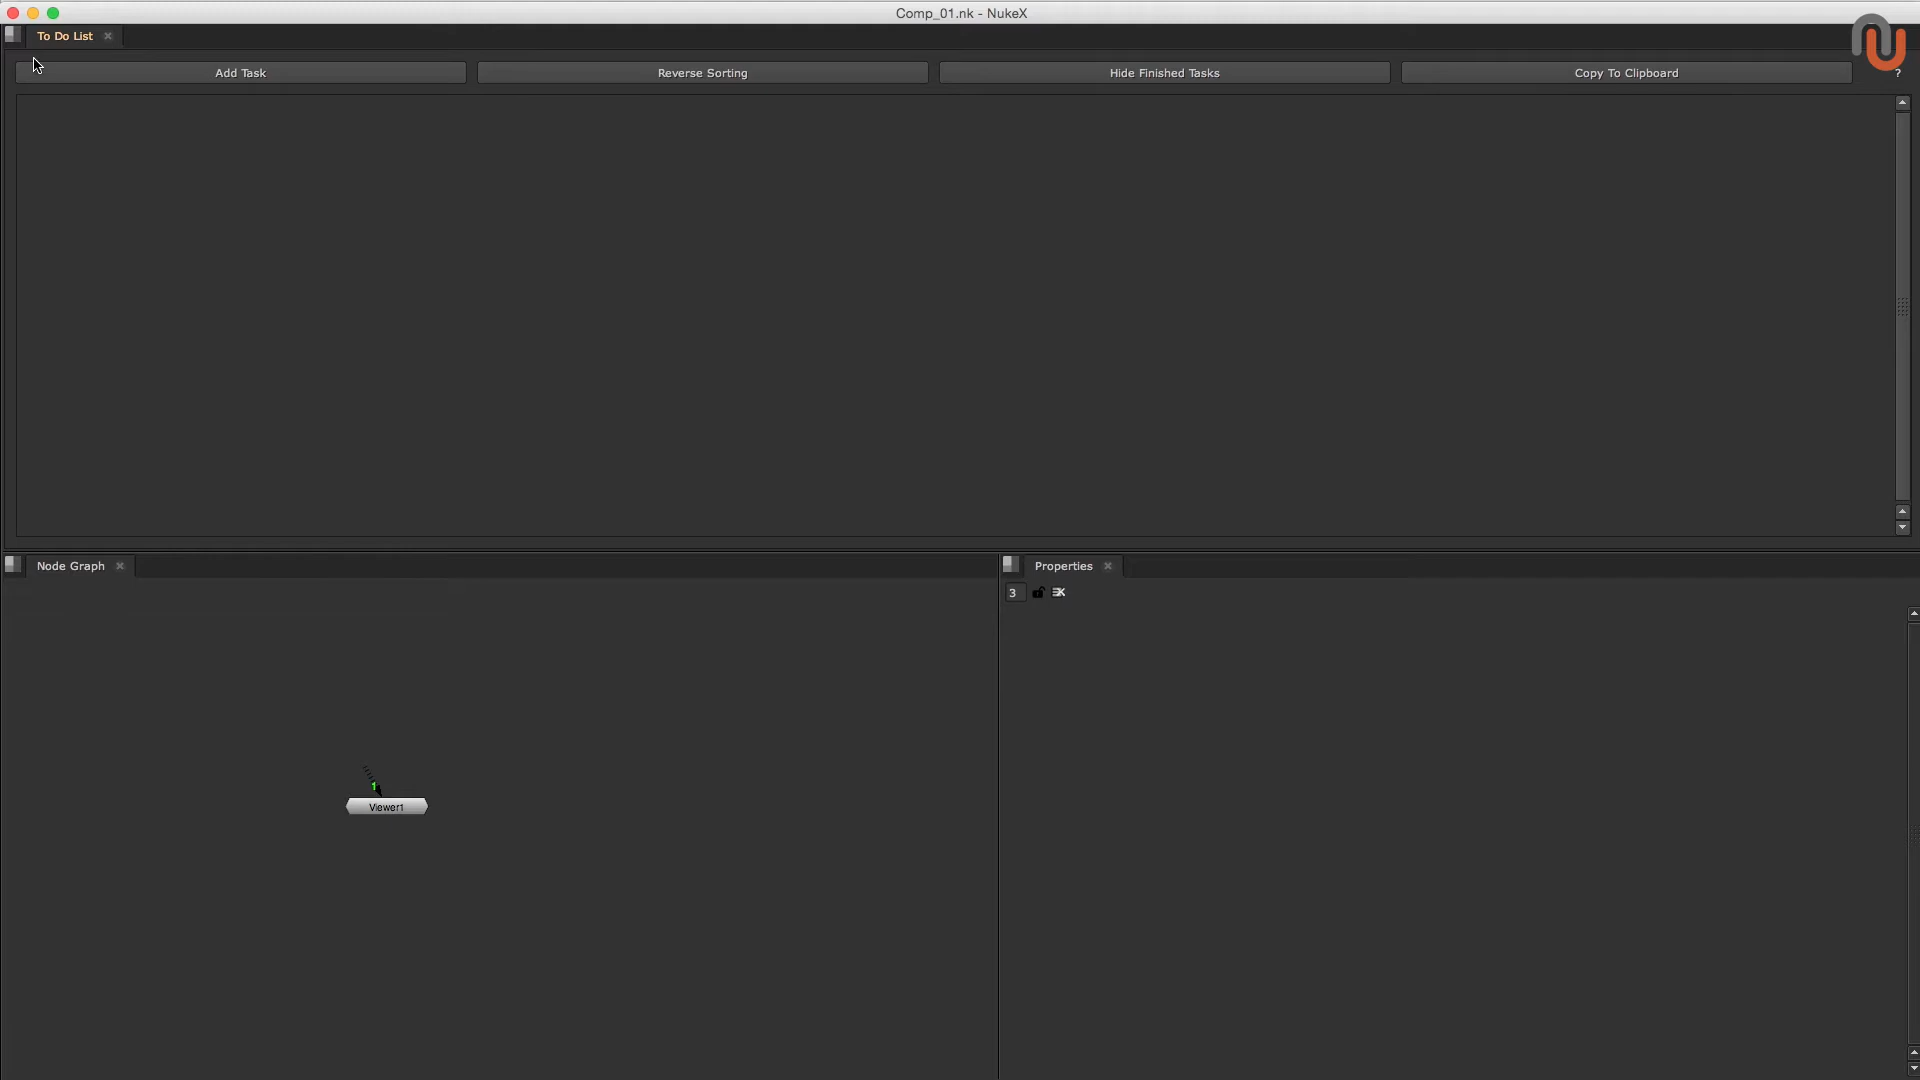 Comp_01.nk - NukeX
To Do List
Add Task
Reverse Sorting
Hide Finished Tasks
Copy To Clipboard
?
Node Graph
Properties
3
1
Viewer1